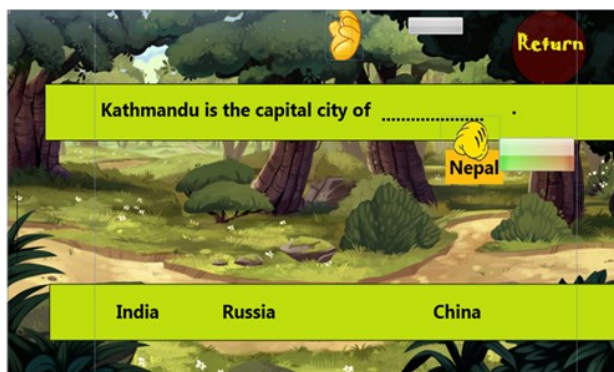 Return
Kathmandu is the capital city of ..................... .
Nepal
India Russia China